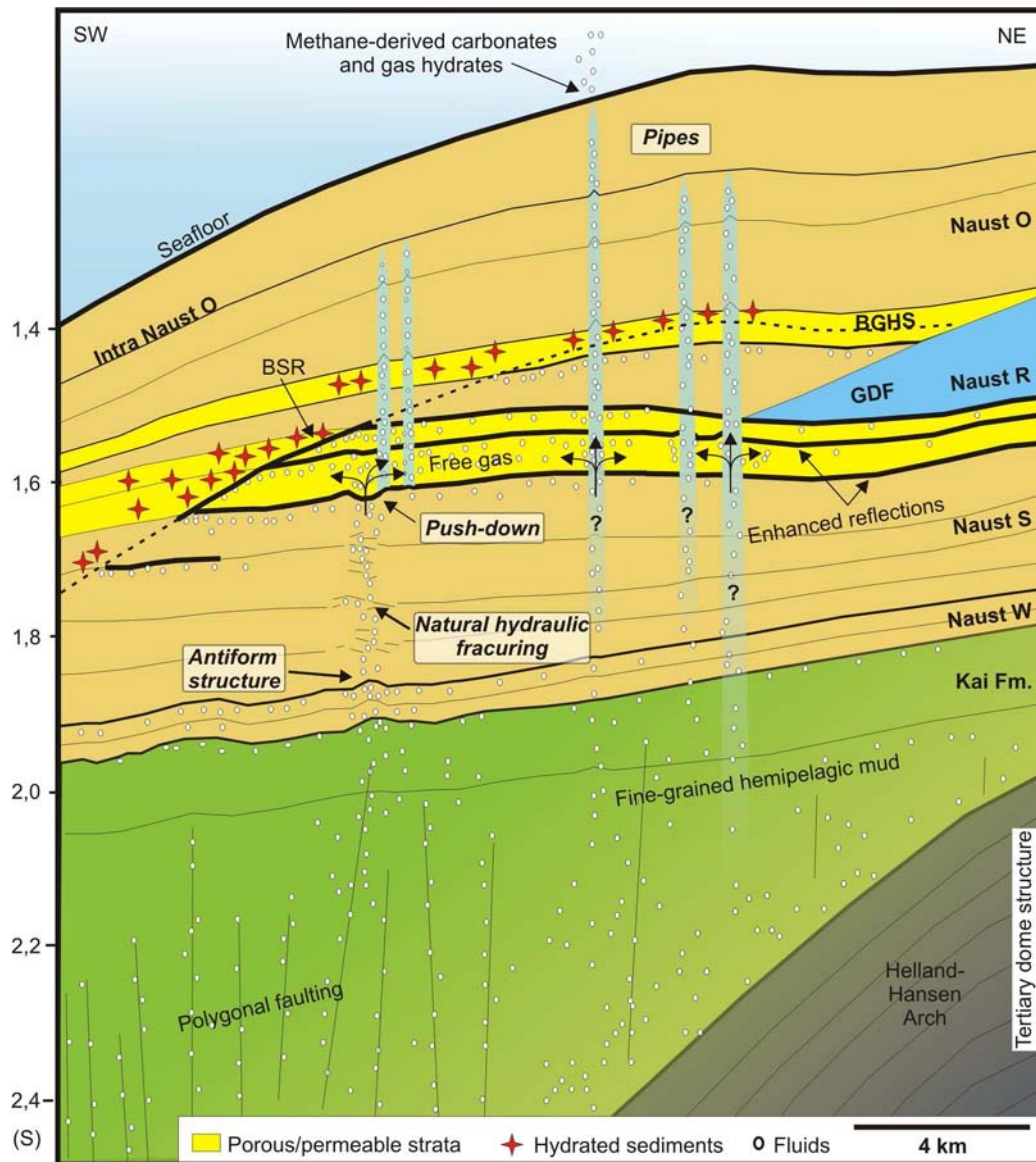 SW
NE
Methane-derived carbonates
and gas hydrates
Pipes
Seafloor
Naust O
Intra Naust O
1,4
BGHS
BSR
GDF
Naust R
Free gas
1,6
Push-down
?
?
Enhanced reflections
Naust S
?
Natural hydraulic
fracuring
Naust W
1,8
Antiform
structure
Kai Fm.
2,0
Fine-grained hemipelagic mud
2,2
Polygonal faulting
Helland-
Hansen
Arch
Tertiary dome structure
2,4
(S)
Porous/permeable strata
Hydrated sediments
Fluids
4 km